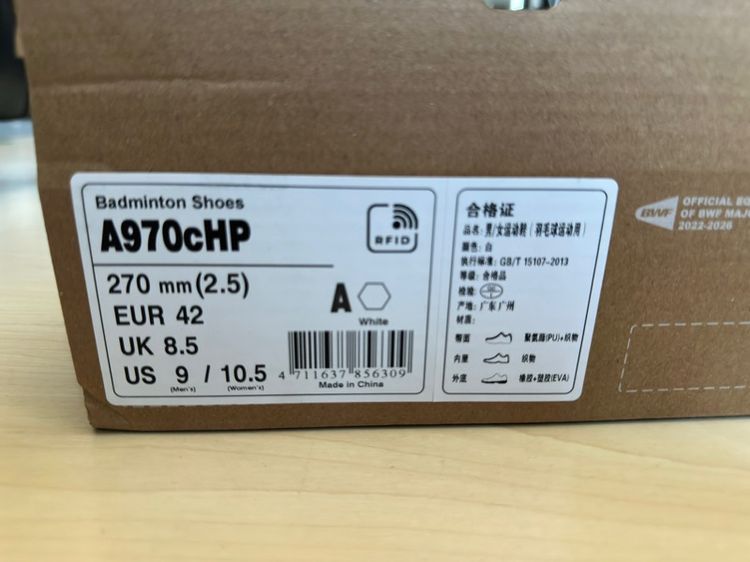 Badminton Shoes
A970cHP
RFID
270 mm (2.5)
EUR 42
UK 8.5
US 9 / 10.5
(Men's) (Women's)
A
White
4 711637 856309
Made in China
合格证
品名: 男/女运动鞋 ( 羽毛球运动用 )
颜色: 白
执行标准: GB/T 15107-2013
等级: 合格品
检验:
产地: 广东 广州
材质:
帮面 聚氨酯(PU)+织物
内里 织物
外底 橡胶+塑胶(EVA)
BWF
OFFICIAL EQ
OF BWF MAJ
2022-2026